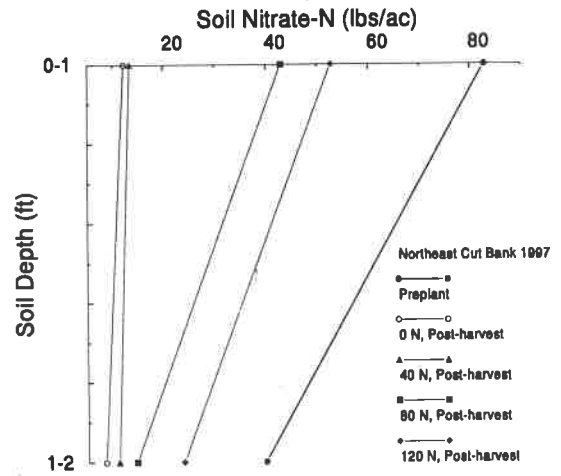 Soil Nitrate-N (lbs/ac)
20 40 60 80
0-1
Soil Depth (ft)
1-2
Northeast Cut Bank 1997
Preplant
0 N, Post-harvest
40 N, Post-harvest
80 N, Post-harvest
120 N, Post-harvest